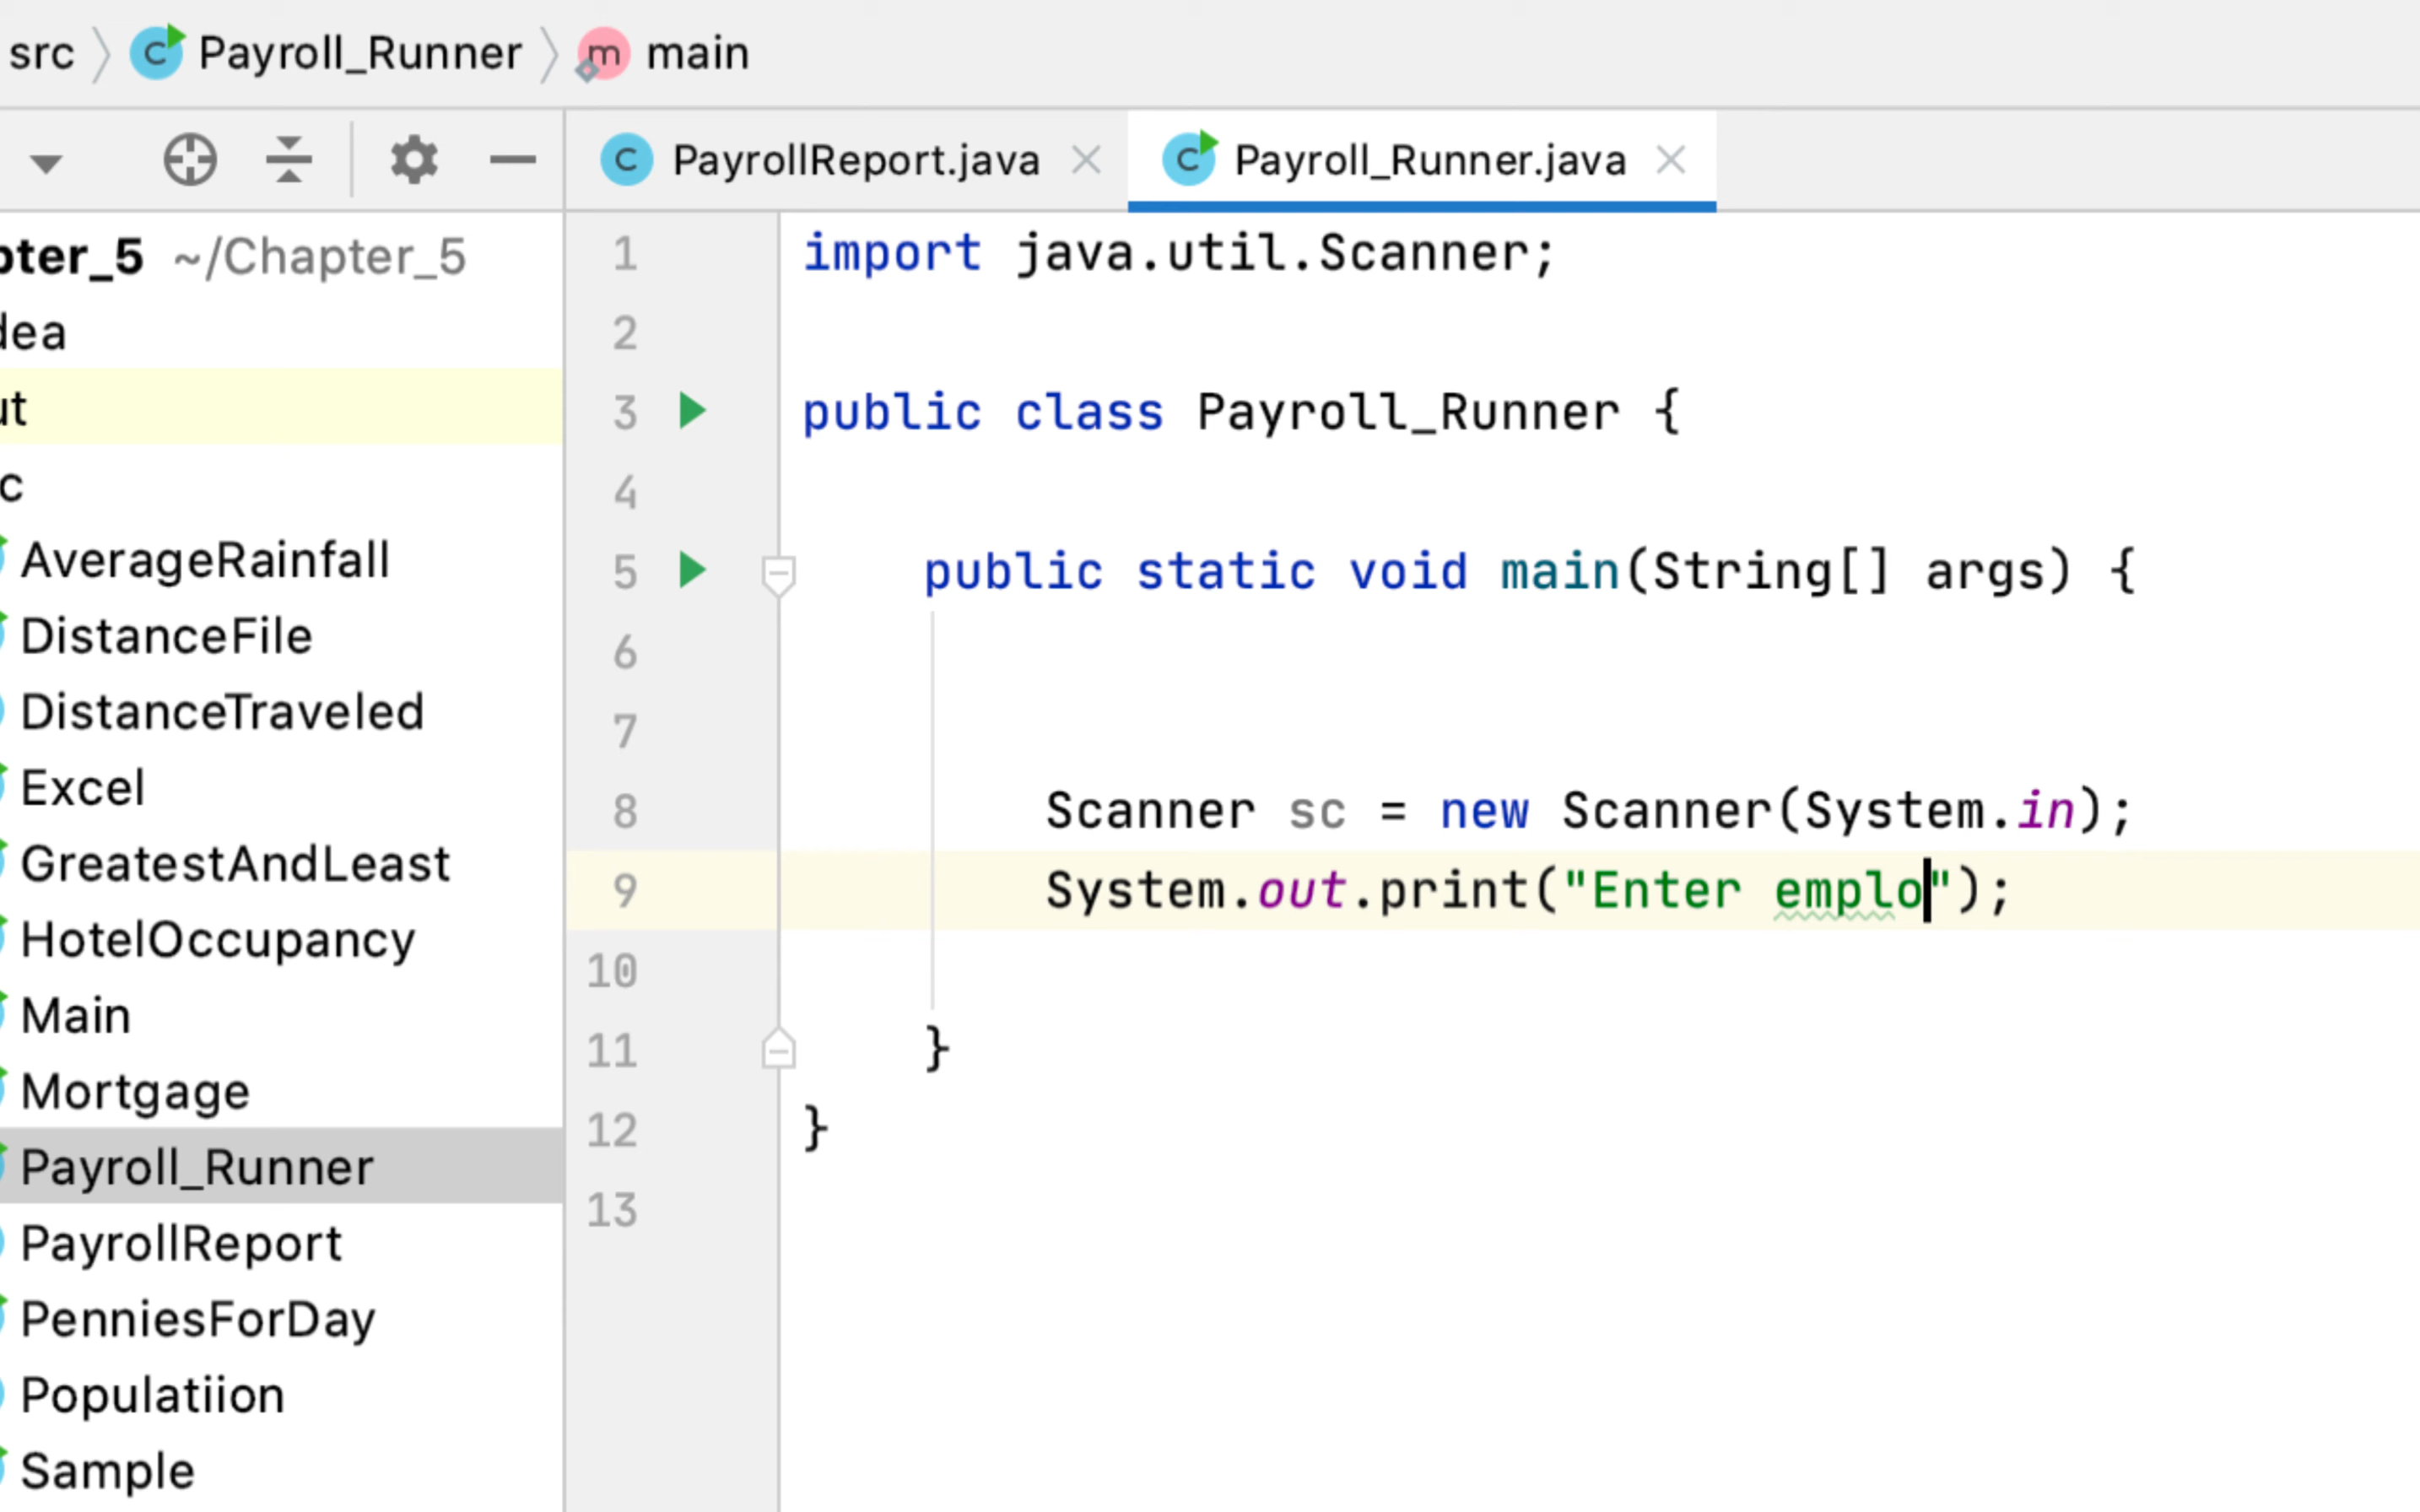 src Payroll_Runner main
PayrollReport.java Payroll_Runner.java
pter_5 ~/Chapter_5
dea
ut
c
AverageRainfall
DistanceFile
DistanceTraveled
Excel
GreatestAndLeast
HotelOccupancy
Main
Mortgage
Payroll_Runner
PayrollReport
PenniesForDay
Populatiion
Sample
1 import java.util.Scanner;
2
3 public class Payroll_Runner {
4
5 public static void main(String[] args) {
6
7
8 Scanner sc = new Scanner(System.in);
9 System.out.print("Enter emplo");
10
11 }
12 }
13